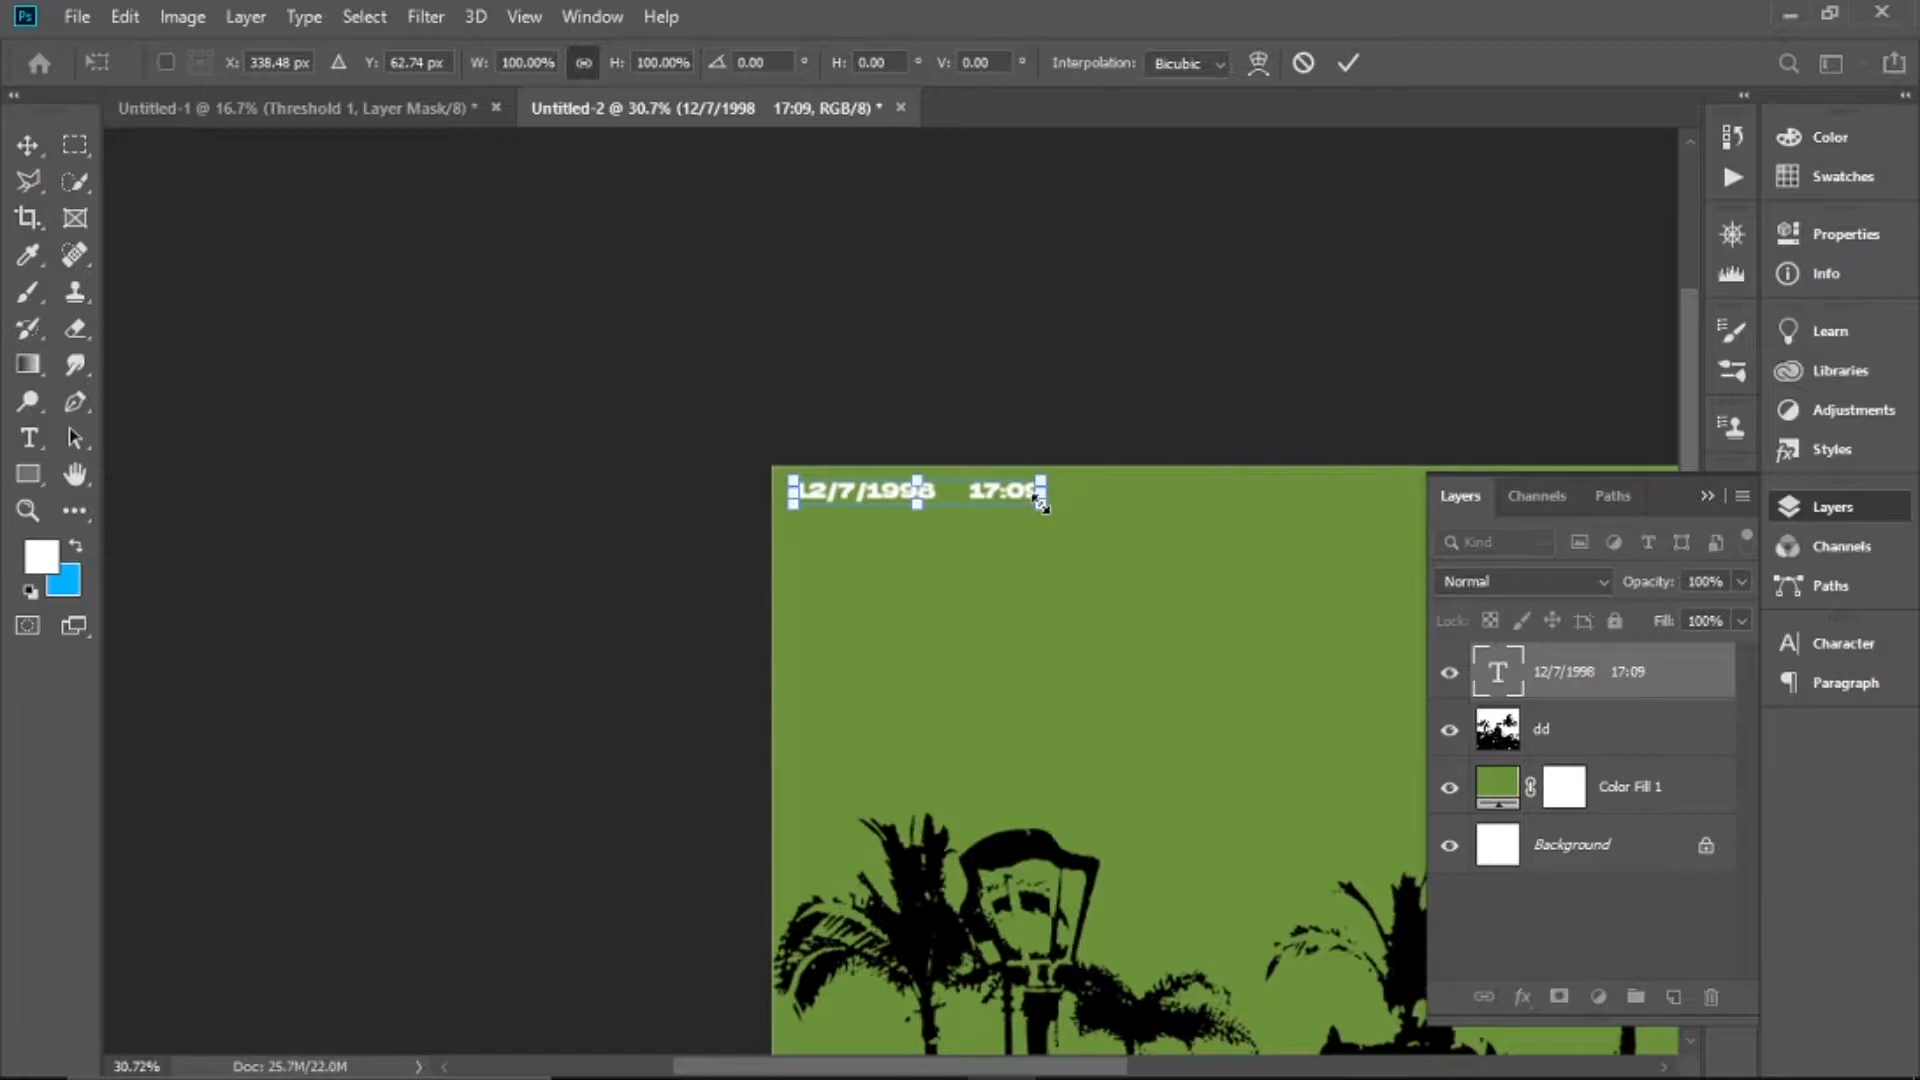 Ps File Edit Image Layer Type Select Filter 3D View Window Help
X: 338.48 px Y: 62.74 px W: 100.00% H: 100.00% 0.00 ° H: 0.00 ° V: 0.00 ° Interpolation: Bicubic
Untitled-1 @ 16.7% (Threshold 1, Layer Mask/8) * Untitled-2 @ 30.7% (12/7/1998 17:09, RGB/8) *
Color
Swatches
Properties
Info
Learn
Libraries
Adjustments
Styles
Layers
Channels
Paths
Character
Paragraph
12/7/1998 17:09
Layers Channels Paths
Kind
Normal Opacity: 100%
Lock: Fill: 100%
12/7/1998 17:09
dd
Color Fill 1
Background
fx
30.72% Doc: 25.7M/22.0M